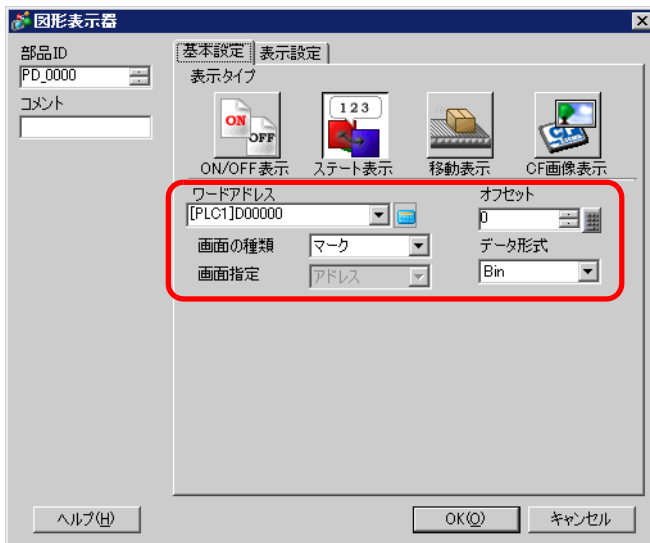 図形表示器
部品ID
PD_0000
コメント
基本設定 表示設定
表示タイプ
ON OFF 123 CF
ON/OFF表示 ステート表示 移動表示 CF画像表示
ワードアドレス オフセット
[PLC1]D00000 0
画面の種類 マーク データ形式
画面指定 アドレス Bin
ヘルプ(H) OK(O) キャンセル